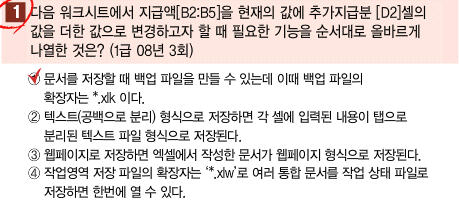 1 다음 워크시트에서 지급액[B2:B5]을 현재의 값에 추가지급분 [D2]셀의
값을 더한 값으로 변경하고자 할 때 필요한 기능을 순서대로 올바르게
나열한 것은? (1급 08년 3회)
① 문서를 저장할 때 백업 파일을 만들 수 있는데 이때 백업 파일의
확장자는 *.xlk 이다.
② 텍스트(공백으로 분리) 형식으로 저장하면 각 셀에 입력된 내용이 탭으로
분리된 텍스트 파일 형식으로 저장된다.
③ 웹페이지로 저장하면 엑셀에서 작성한 문서가 웹페이지 형식으로 저장된다.
④ 작업영역 저장 파일의 확장자는 ‘*.xlw’로 여러 통합 문서를 작업 상태 파일로
저장하면 한번에 열 수 있다.